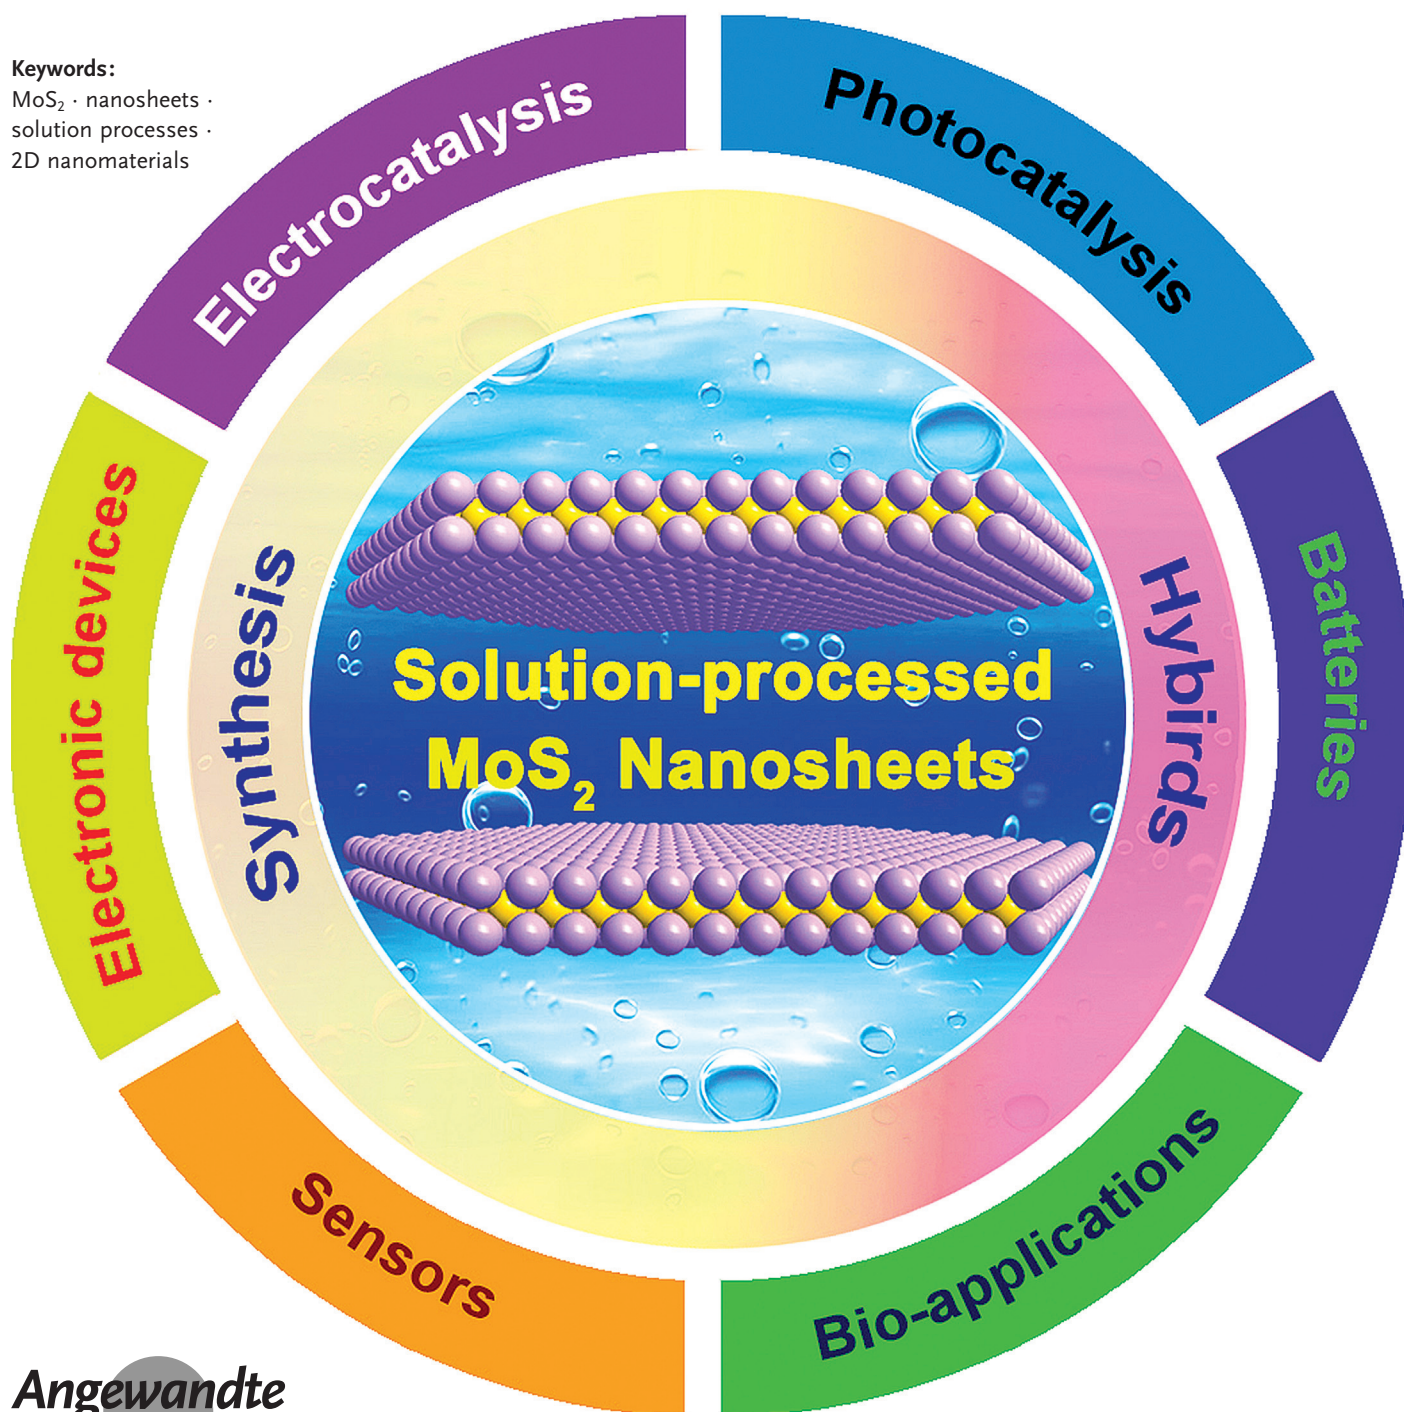 Keywords:
MoS₂ · nanosheets ·
solution processes ·
2D nanomaterials
Electrocatalysis
Photocatalysis
Electronic devices
Synthesis
Solution-processed
MoS₂ Nanosheets
Hybirds
Batteries
Sensors
Bio-applications
Angewandte